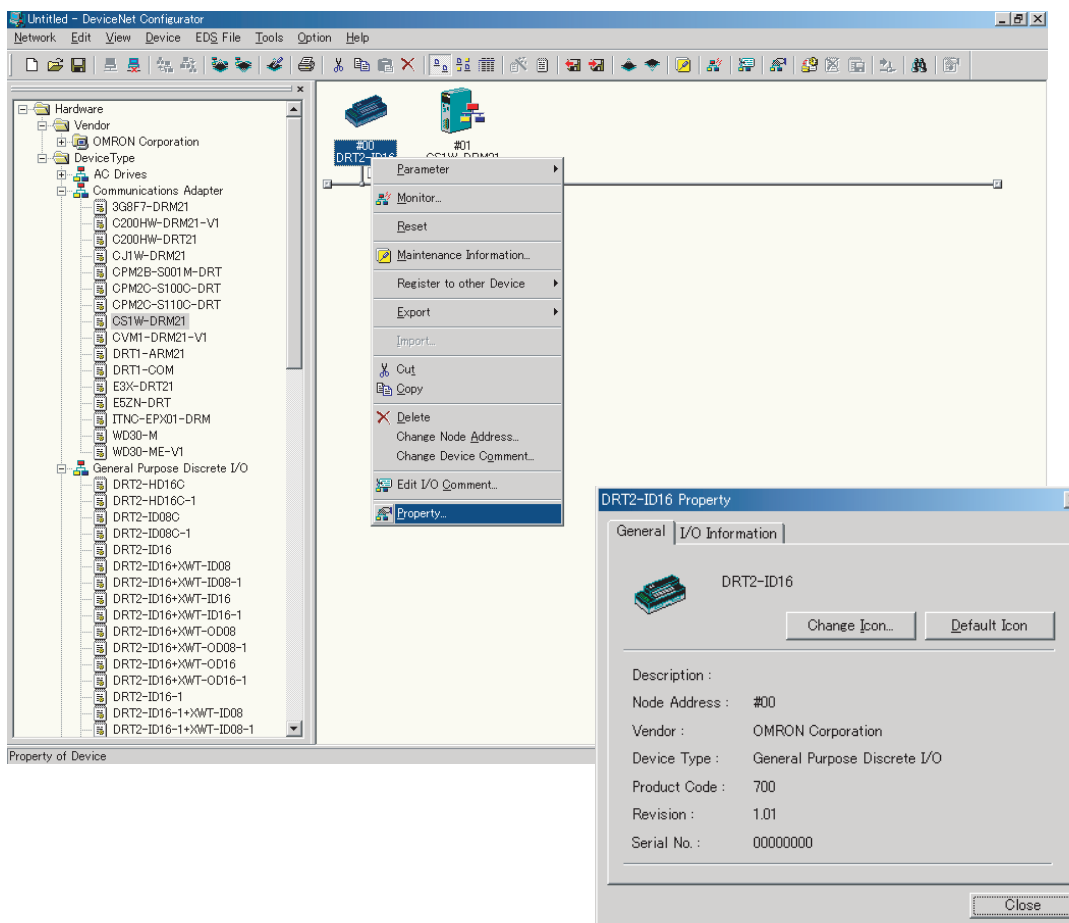 Untitled - DeviceNet Configurator
Network Edit View Device EDS File Tools Option Help
Hardware
Vendor
OMRON Corporation
DeviceType
AC Drives
Communications Adapter
3G8F7-DRM21
C200HW-DRM21-V1
C200HW-DRT21
CJ1W-DRM21
CPM2B-S001M-DRT
CPM2C-S100C-DRT
CPM2C-S110C-DRT
CS1W-DRM21
CVM1-DRM21-V1
DRT1-ARM21
DRT1-COM
E3X-DRT21
E5ZN-DRT
ITNC-EPX01-DRM
WD30-M
WD30-ME-V1
General Purpose Discrete I/O
DRT2-HD16C
DRT2-HD16C-1
DRT2-ID08C
DRT2-ID08C-1
DRT2-ID16
DRT2-ID16+XWT-ID08
DRT2-ID16+XWT-ID08-1
DRT2-ID16+XWT-ID16
DRT2-ID16+XWT-ID16-1
DRT2-ID16+XWT-OD08
DRT2-ID16+XWT-OD08-1
DRT2-ID16+XWT-OD16
DRT2-ID16+XWT-OD16-1
DRT2-ID16-1
DRT2-ID16-1+XWT-ID08
DRT2-ID16-1+XWT-ID08-1
#00
DRT2-ID16
#01
CS1W-DRM21
Parameter
Monitor...
Reset
Maintenance Information...
Register to other Device
Export
Import...
Cut
Copy
Delete
Change Node Address...
Change Device Comment...
Edit I/O Comment...
Property...
Property of Device
DRT2-ID16 Property
General I/O Information
DRT2-ID16
Change Icon... Default Icon
Description :
Node Address : #00
Vendor : OMRON Corporation
Device Type : General Purpose Discrete I/O
Product Code : 700
Revision : 1.01
Serial No. : 00000000
Close